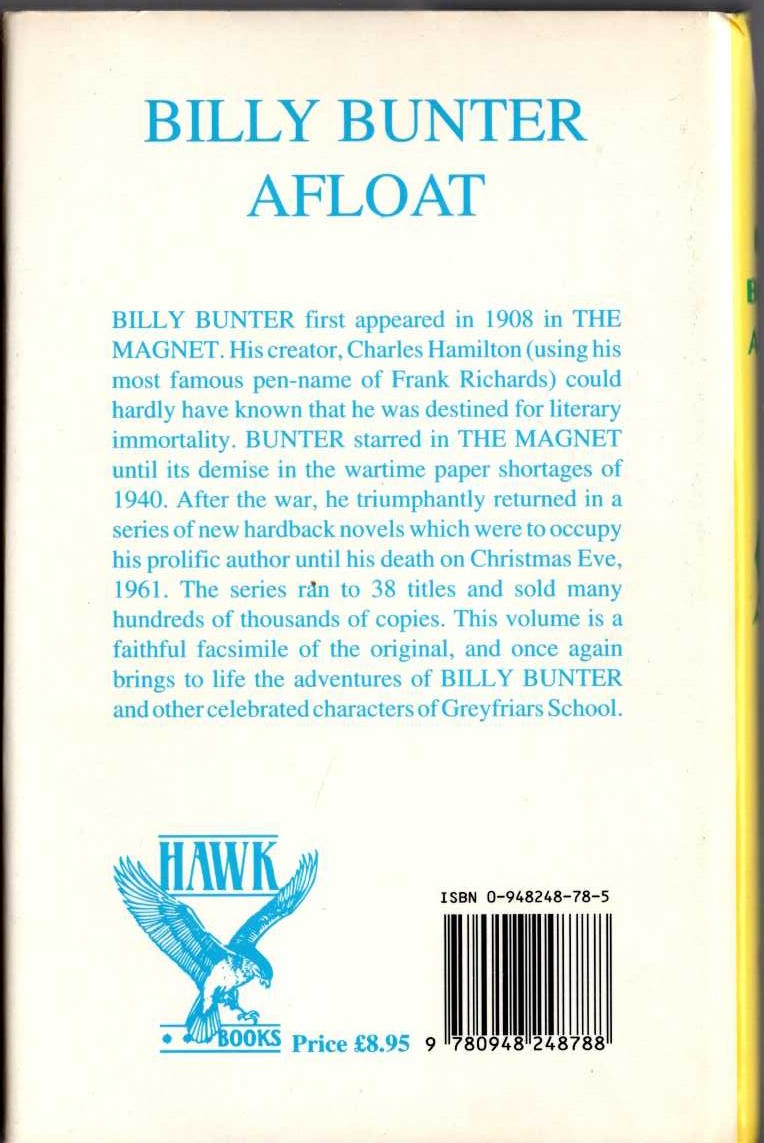 BILLY BUNTER
AFLOAT
BILLY BUNTER first appeared in 1908 in THE
MAGNET. His creator, Charles Hamilton (using his
most famous pen-name of Frank Richards) could
hardly have known that he was destined for literary
immortality. BUNTER starred in THE MAGNET
until its demise in the wartime paper shortages of
1940. After the war, he triumphantly returned in a
series of new hardback novels which were to occupy
his prolific author until his death on Christmas Eve,
1961. The series ran to 38 titles and sold many
hundreds of thousands of copies. This volume is a
faithful facsimile of the original, and once again
brings to life the adventures of BILLY BUNTER
and other celebrated characters of Greyfriars School.
HAWK
BOOKS
Price £8.95
ISBN 0-948248-78-5
9 780948 248788